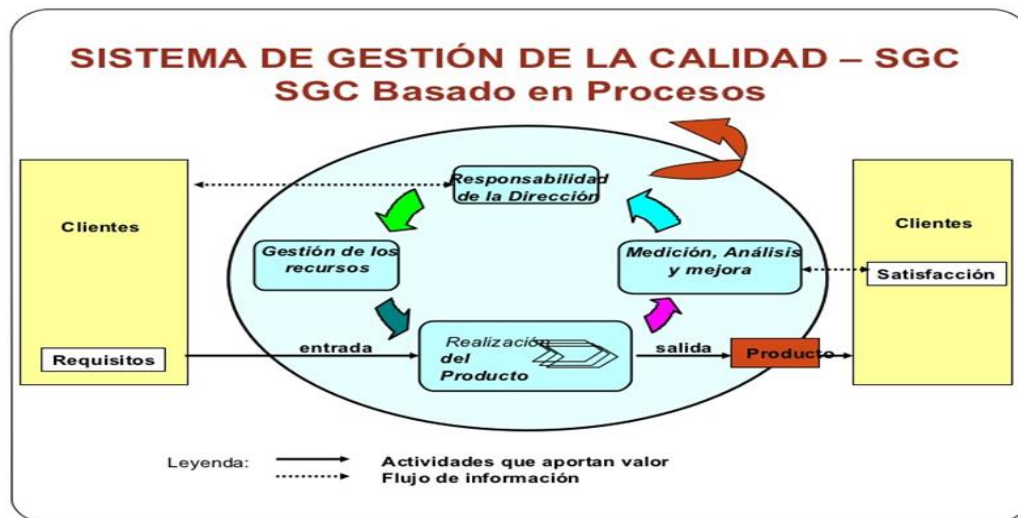 SISTEMA DE GESTIÓN DE LA CALIDAD – SGC
SGC Basado en Procesos
Responsabilidad
de la Dirección
Clientes
Clientes
Gestión de los
recursos
Medición, Análisis
y mejora
Satisfacción
Requisitos
entrada
Realización
del
Producto
salida
Producto
Leyenda:
Actividades que aportan valor
Flujo de información